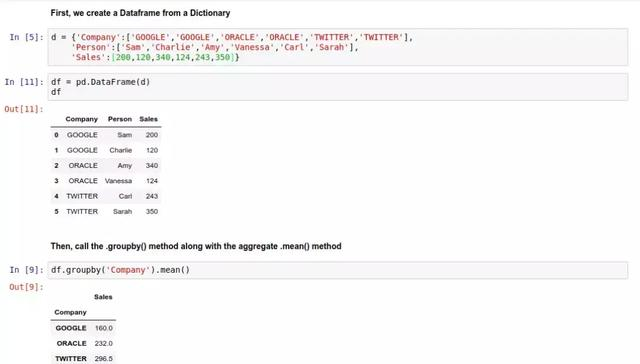 First, we create a Dataframe from a Dictionary
In [5]: d = {'Company':['GOOGLE','GOOGLE','ORACLE','ORACLE','TWITTER','TWITTER'],
'Person':['Sam','Charlie','Amy','Vanessa','Carl','Sarah'],
'Sales':[200,120,340,124,243,350]}
In [11]: df = pd.DataFrame(d)
df
Out[11]:
Company Person Sales
0 GOOGLE Sam 200
1 GOOGLE Charlie 120
2 ORACLE Amy 340
3 ORACLE Vanessa 124
4 TWITTER Carl 243
5 TWITTER Sarah 350
Then, call the .groupby() method along with the aggregate .mean() method
In [9]: df.groupby('Company').mean()
Out[9]:
Sales
Company
GOOGLE 160.0
ORACLE 232.0
TWITTER 296.5